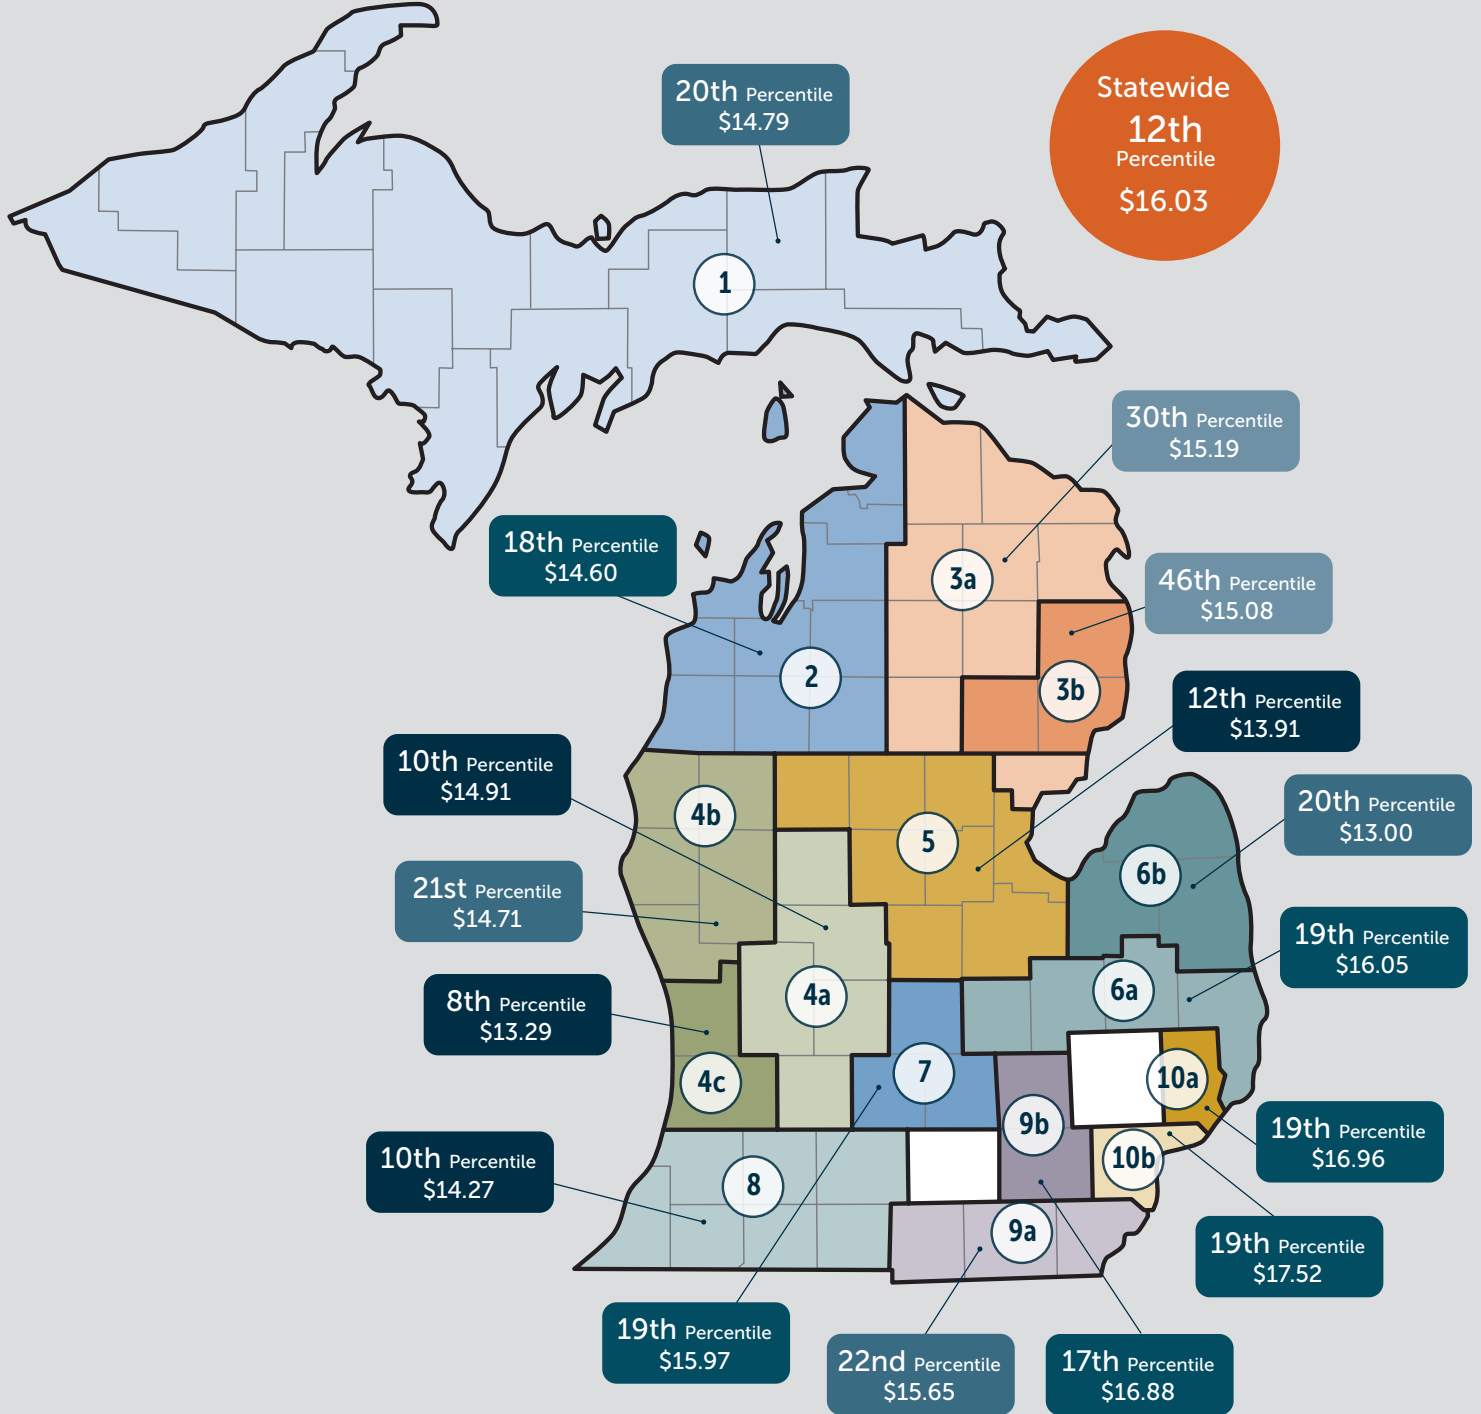 Statewide
12th
Percentile
$16.03
20th Percentile
$14.79
1
30th Percentile
$15.19
18th Percentile
$14.60
3a
46th Percentile
$15.08
2
3b
12th Percentile
$13.91
10th Percentile
$14.91
4b
5
20th Percentile
$13.00
6b
21st Percentile
$14.71
19th Percentile
$16.05
4a
6a
8th Percentile
$13.29
4c
7
10a
9b
19th Percentile
$16.96
10th Percentile
$14.27
8
10b
9a
19th Percentile
$17.52
19th Percentile
$15.97
22nd Percentile
$15.65
17th Percentile
$16.88